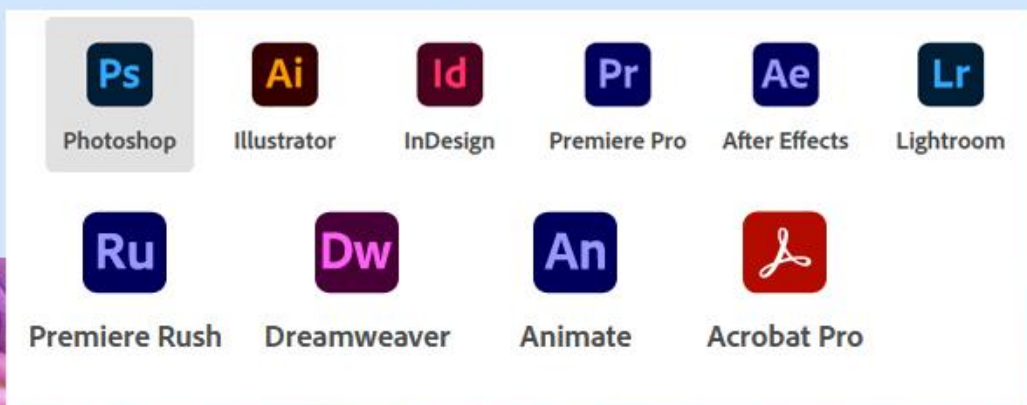 Ps Ai Id Pr Ae Lr
Photoshop Illustrator InDesign Premiere Pro After Effects Lightroom
Ru Dw An
Premiere Rush Dreamweaver Animate Acrobat Pro